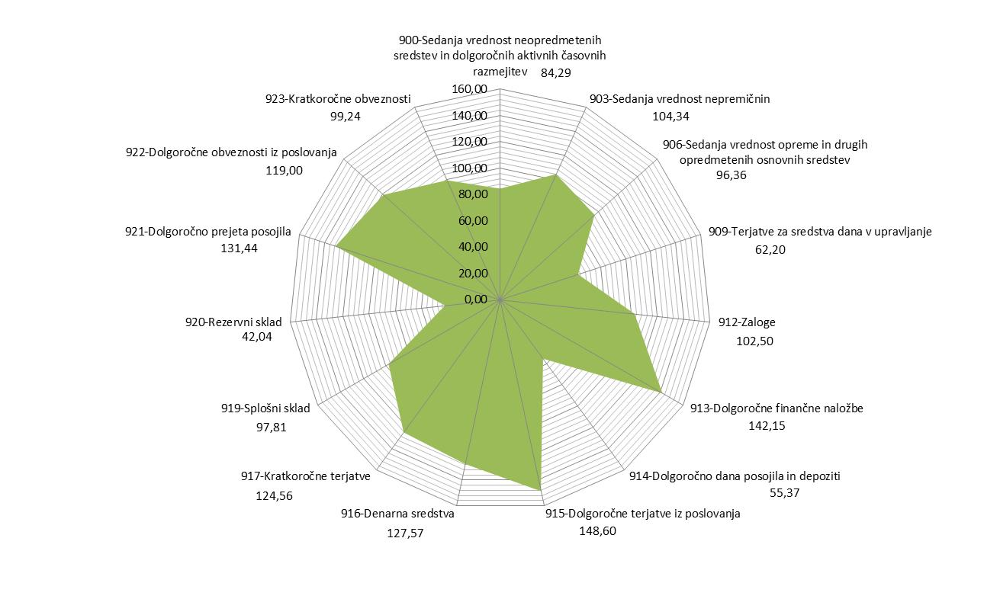 900-Sedanja vrednost neopredmetenih
sredstev in dolgoročnih aktivnih časovnih
razmejitev 84,29
903-Sedanja vrednost nepremičnin
104,34
906-Sedanja vrednost opreme in drugih
opredmetenih osnovnih sredstev
96,36
909-Terjatve za sredstva dana v upravljanje
62,20
912-Zaloge
102,50
913-Dolgoročne finančne naložbe
142,15
914-Dolgoročno dana posojila in depoziti
55,37
915-Dolgoročne terjatve iz poslovanja
148,60
916-Denarna sredstva
127,57
917-Kratkoročne terjatve
124,56
919-Splošni sklad
97,81
920-Rezervni sklad
42,04
921-Dolgoročno prejeta posojila
131,44
922-Dolgoročne obveznosti iz poslovanja
119,00
923-Kratkoročne obveznosti
99,24
160,00
140,00
120,00
100,00
80,00
60,00
40,00
20,00
0,00